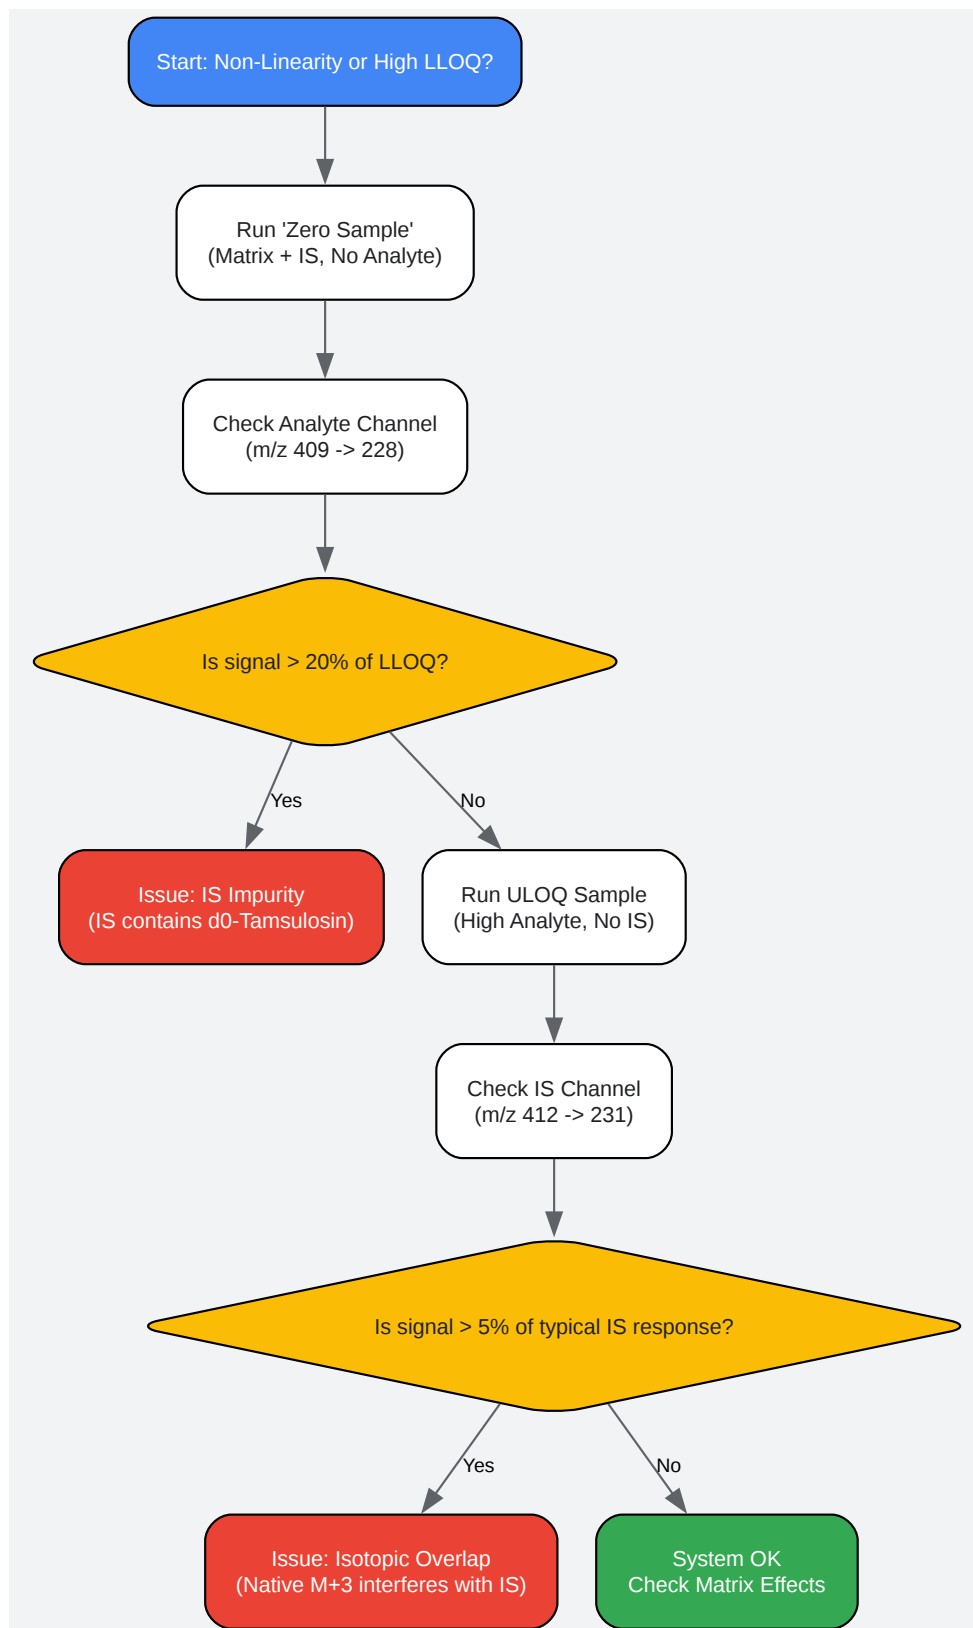 Start: Non-Linearity or High LLOQ?
Run 'Zero Sample'
(Matrix + IS, No Analyte)
Check Analyte Channel
(m/z 409 -> 228)
Is signal > 20% of LLOQ?
Yes
No
Issue: IS Impurity
(IS contains d0-Tamsulosin)
Run ULOQ Sample
(High Analyte, No IS)
Check IS Channel
(m/z 412 -> 231)
Is signal > 5% of typical IS response?
Yes
No
Issue: Isotopic Overlap
(Native M+3 interferes with IS)
System OK
Check Matrix Effects